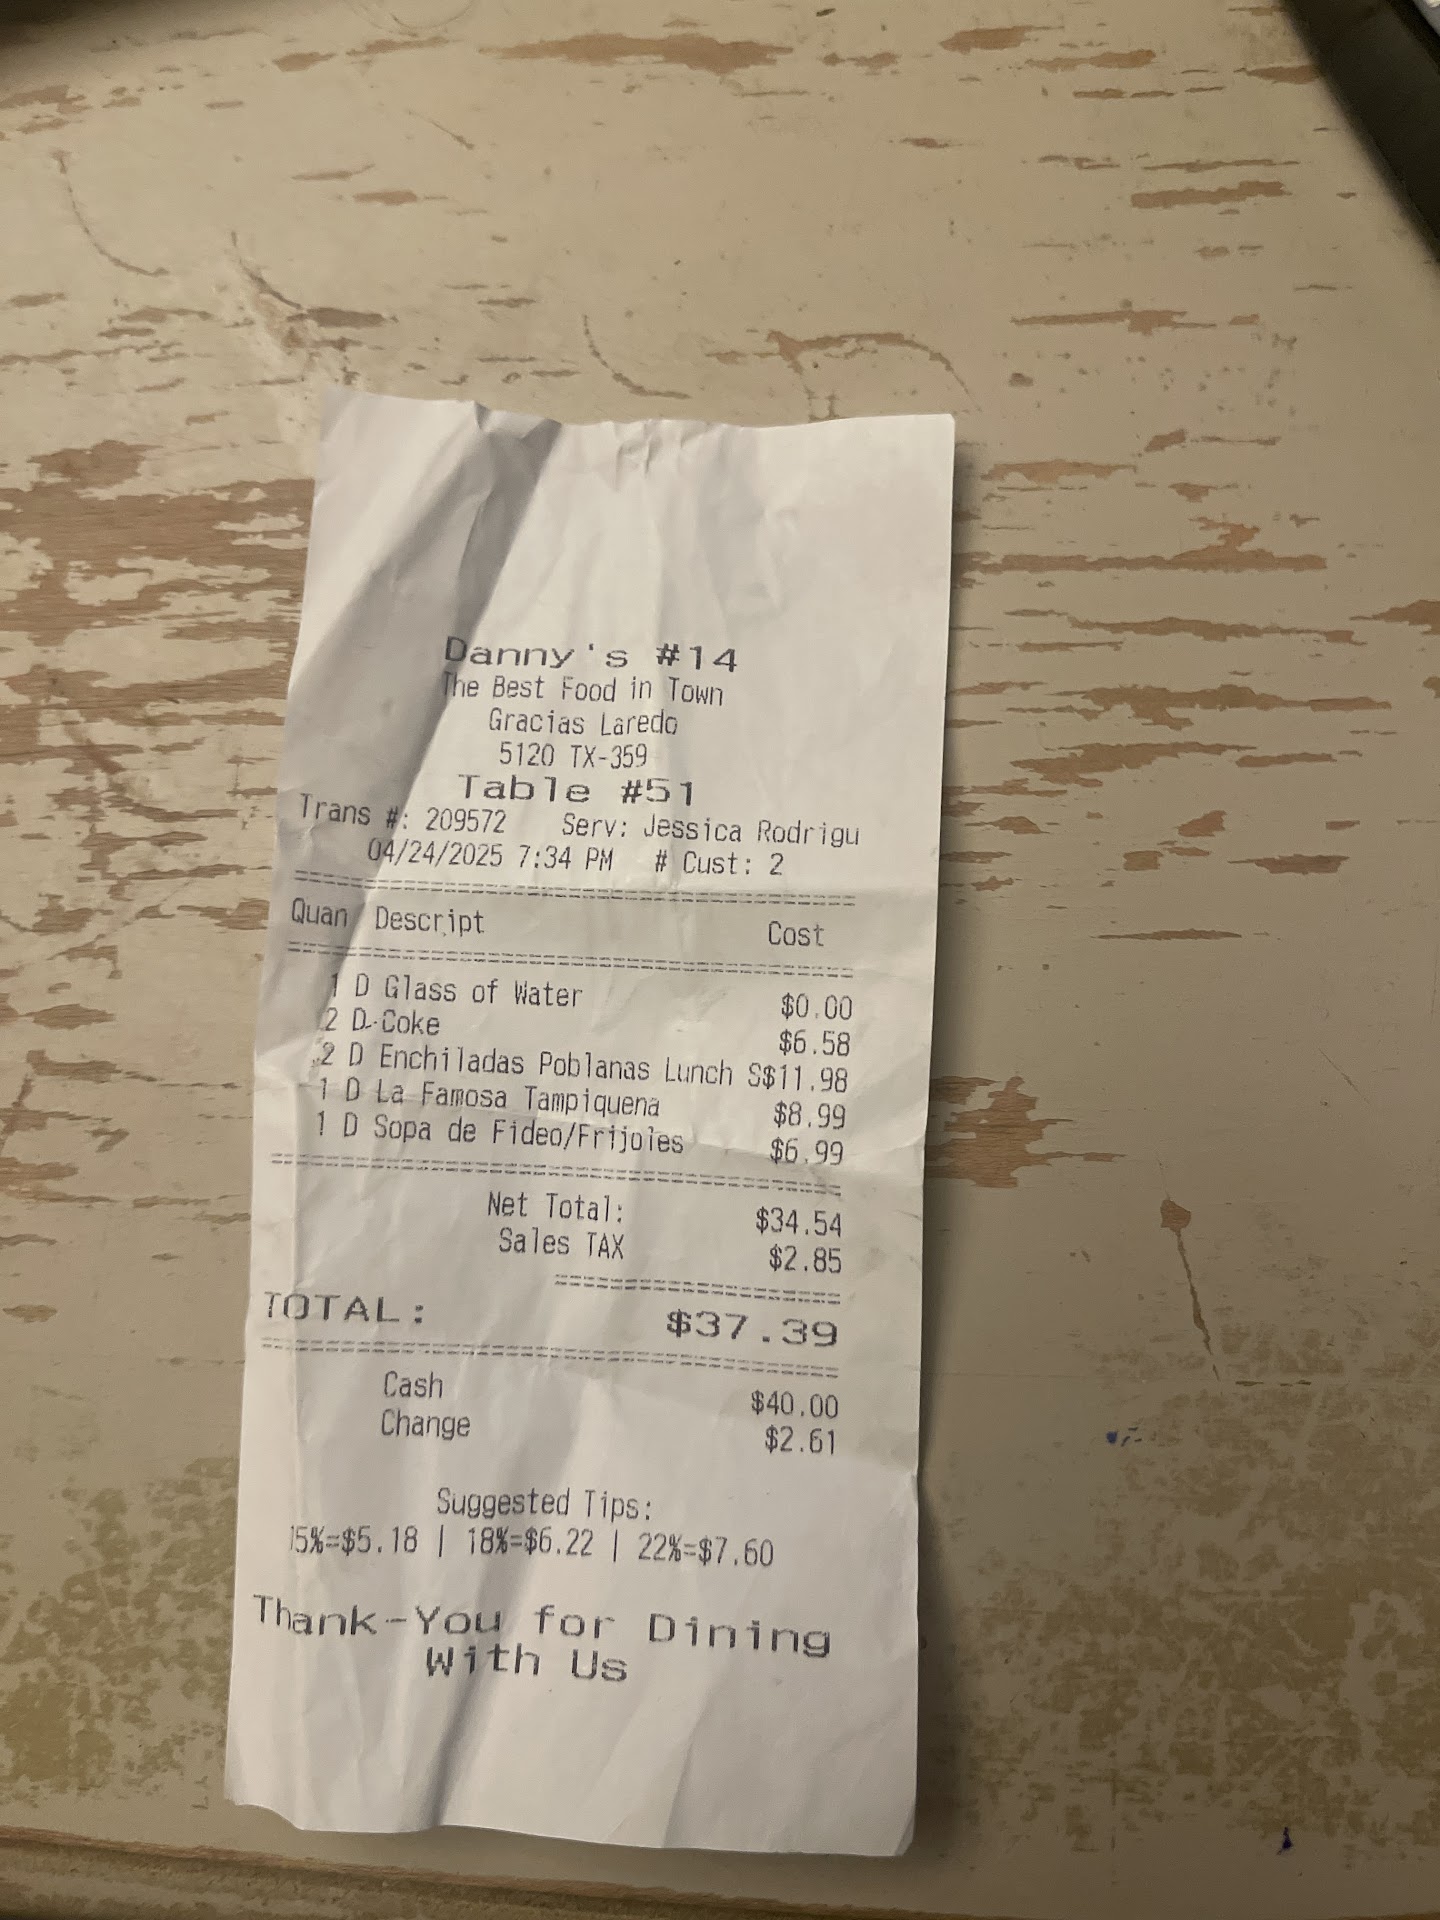 Danny's #14
The Best Food in Town
Gracias Laredo
5120 TX-359
Table #51
Trans #: 209572 Serv: Jessica Rodrigu
04/24/2025 7:34 PM # Cust: 2
Quan Descript Cost
1 D Glass of Water $0.00
2 D Coke $6.58
2 D Enchiladas Poblanas Lunch S$11.98
1 D La Famosa Tampiquena $8.99
1 D Sopa de Fideo/Frijoles $6.99
Net Total: $34.54
Sales TAX $2.85
TOTAL: $37.39
Cash $40.00
Change $2.61
Suggested Tips:
15%=$5.18 | 18%=$6.22 | 22%=$7.60
Thank-You for Dining
With Us